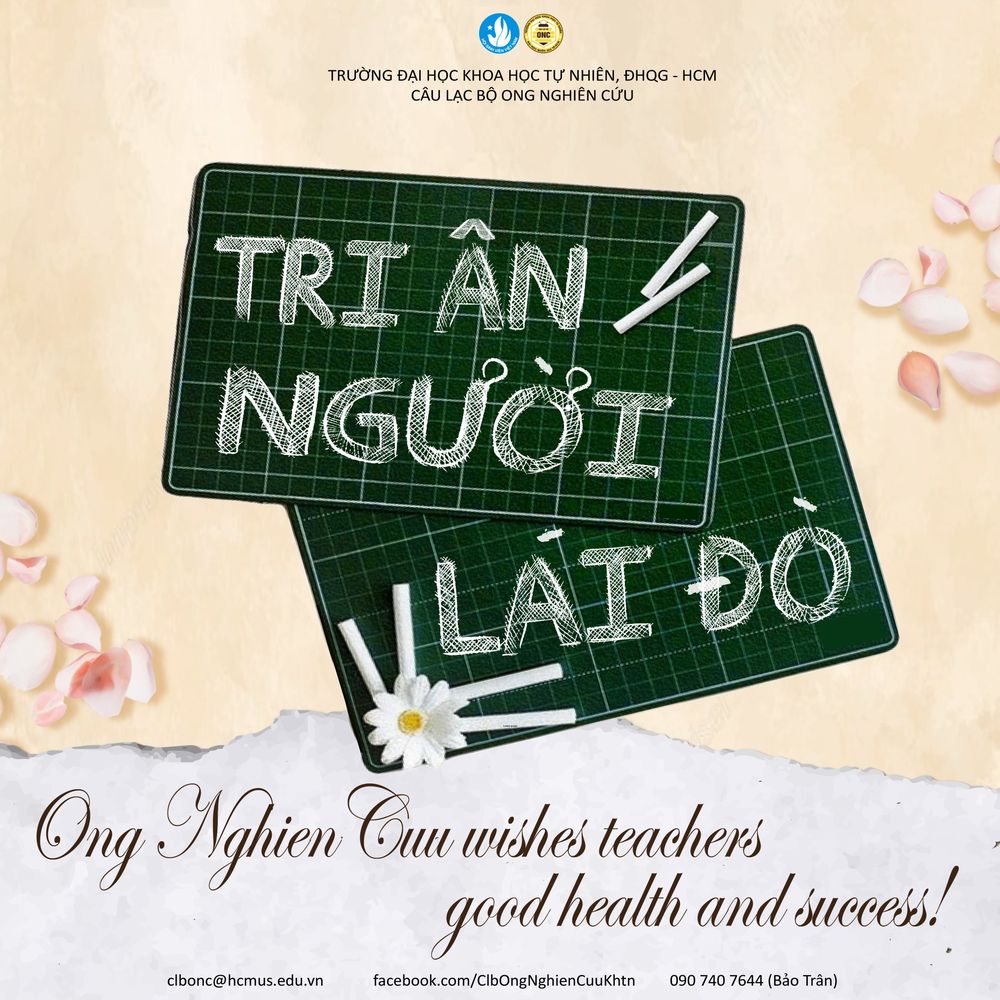 ONC
TRƯỜNG ĐẠI HỌC KHOA HỌC TỰ NHIÊN, ĐHQG - HCM
CÂU LẠC BỘ ONG NGHIÊN CỨU
TRI ÂN
NGƯỜI
LÁI ĐÒ
Ong Nghien Cuu wishes teachers
good health and success!
clbonc@hcmus.edu.vn facebook.com/ClbOngNghienCuuKhtn 090 740 7644 (Bảo Trân)